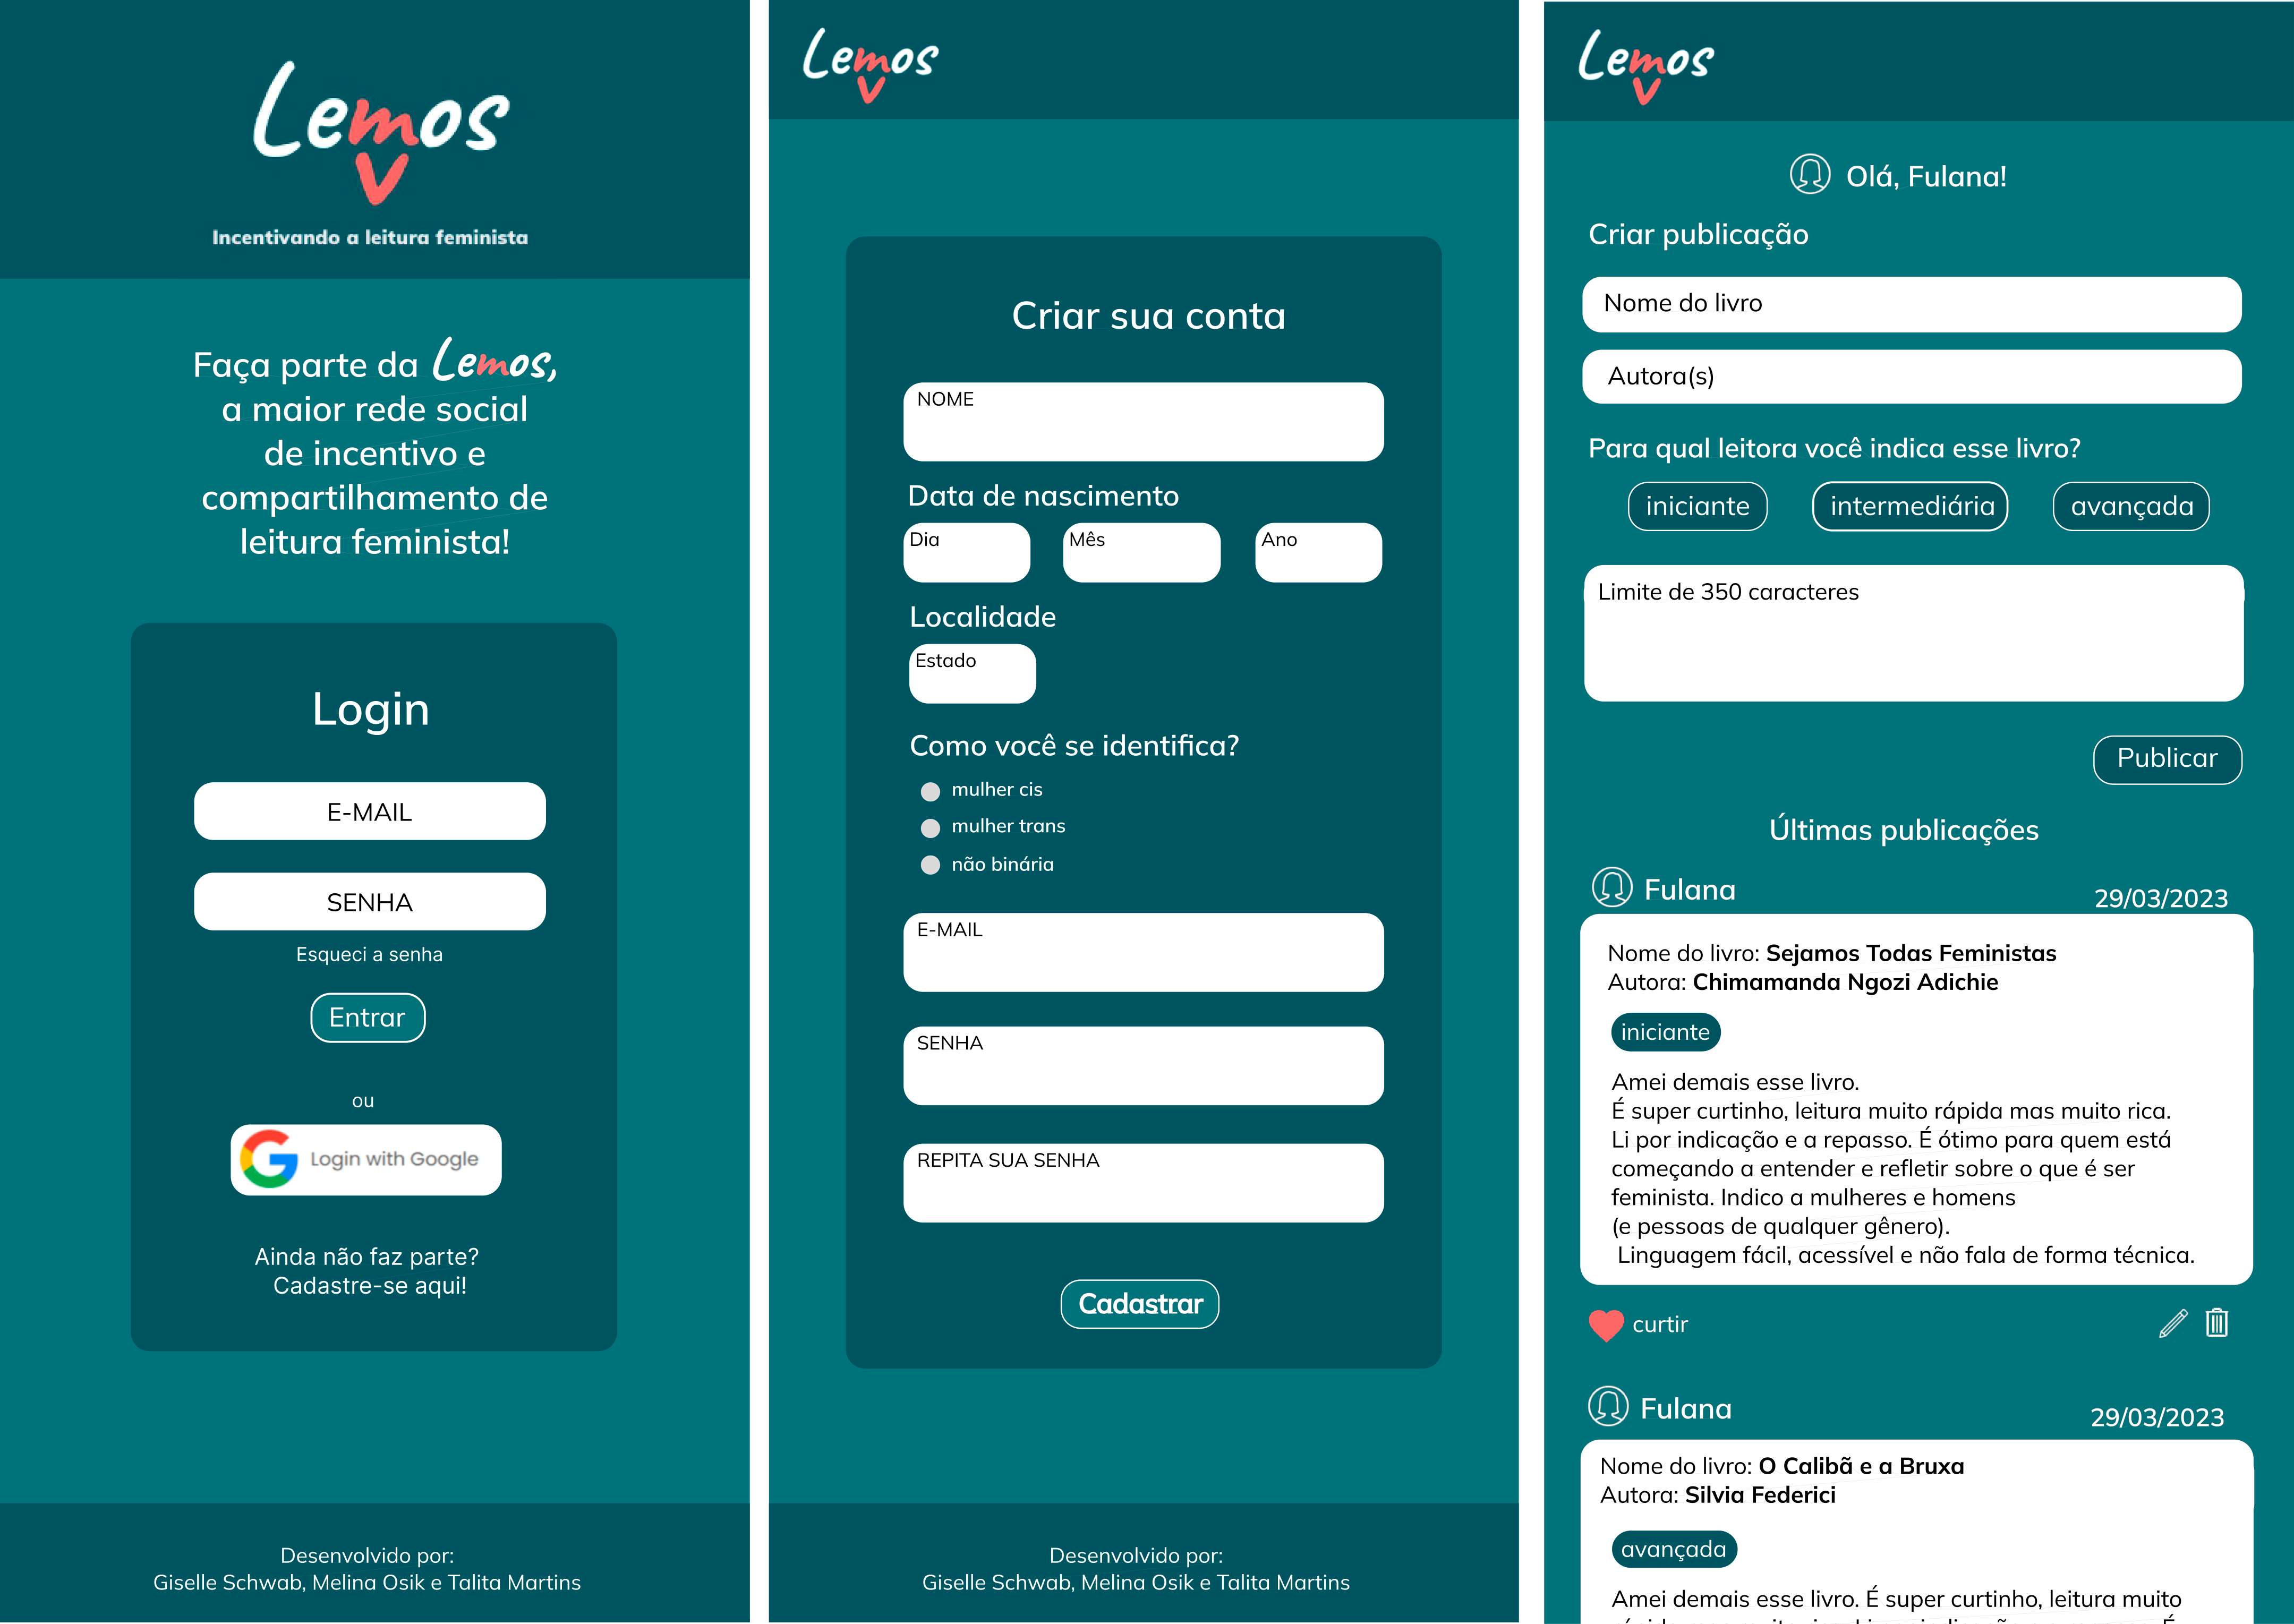 Lemos
Incentivando a leitura feminista
Faça parte da Lemos,
a maior rede social
de incentivo e
compartilhamento de
leitura feminista!
Login
E-MAIL
SENHA
Esqueci a senha
Entrar
ou
Login with Google
Ainda não faz parte?
Cadastre-se aqui!
Desenvolvido por:
Giselle Schwab, Melina Osik e Talita Martins
Lemos
Criar sua conta
NOME
Data de nascimento
Dia Mês Ano
Localidade
Estado
Como você se identifica?
mulher cis
mulher trans
não binária
E-MAIL
SENHA
REPITA SUA SENHA
Cadastrar
Desenvolvido por:
Giselle Schwab, Melina Osik e Talita Martins
Lemos
Olá, Fulana!
Criar publicação
Nome do livro
Autora(s)
Para qual leitora você indica esse livro?
iniciante intermediária avançada
Limite de 350 caracteres
Publicar
Últimas publicações
Fulana 29/03/2023
Nome do livro: Sejamos Todas Feministas
Autora: Chimamanda Ngozi Adichie
iniciante
Amei demais esse livro.
É super curtinho, leitura muito rápida mas muito rica.
Li por indicação e a repasso. É ótimo para quem está
começando a entender e refletir sobre o que é ser
feminista. Indico a mulheres e homens
(e pessoas de qualquer gênero).
Linguagem fácil, acessível e não fala de forma técnica.
curtir
Fulana 29/03/2023
Nome do livro: O Calibã e a Bruxa
Autora: Silvia Federici
avançada
Amei demais esse livro. É super curtinho, leitura muito